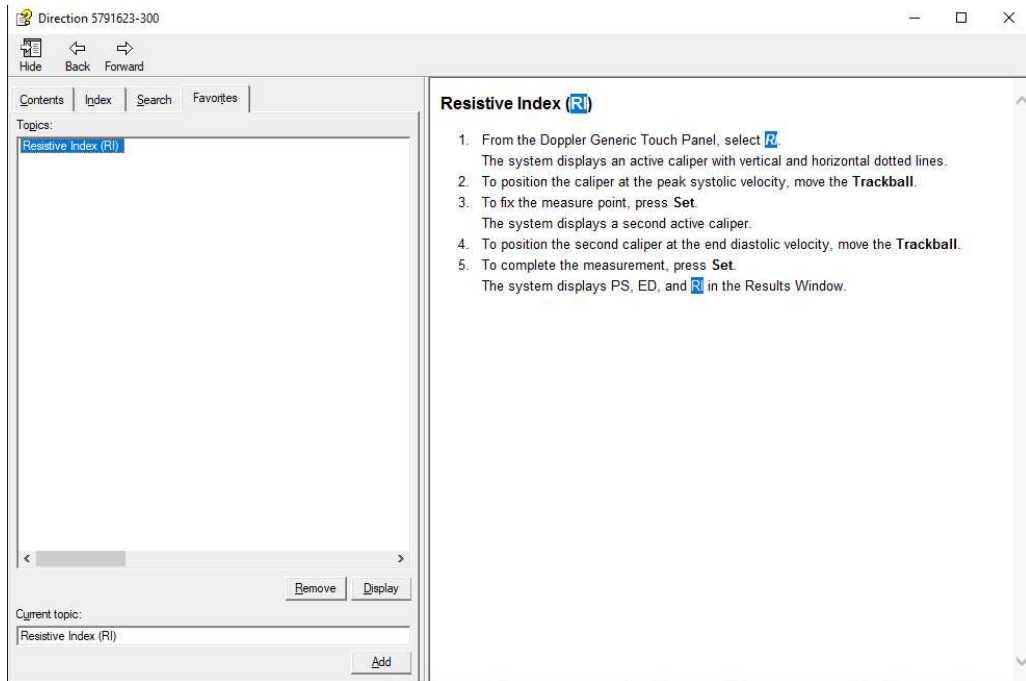 Direction 5791623-300
Hide Back Forward
Contents Index Search Favorites
Topics:
Resistive Index (RI)
Remove Display
Current topic:
Resistive Index (RI)
Add
Resistive Index (RI)
1. From the Doppler Generic Touch Panel, select RI.
The system displays an active caliper with vertical and horizontal dotted lines.
2. To position the caliper at the peak systolic velocity, move the Trackball.
3. To fix the measure point, press Set.
The system displays a second active caliper.
4. To position the second caliper at the end diastolic velocity, move the Trackball.
5. To complete the measurement, press Set.
The system displays PS, ED, and RI in the Results Window.